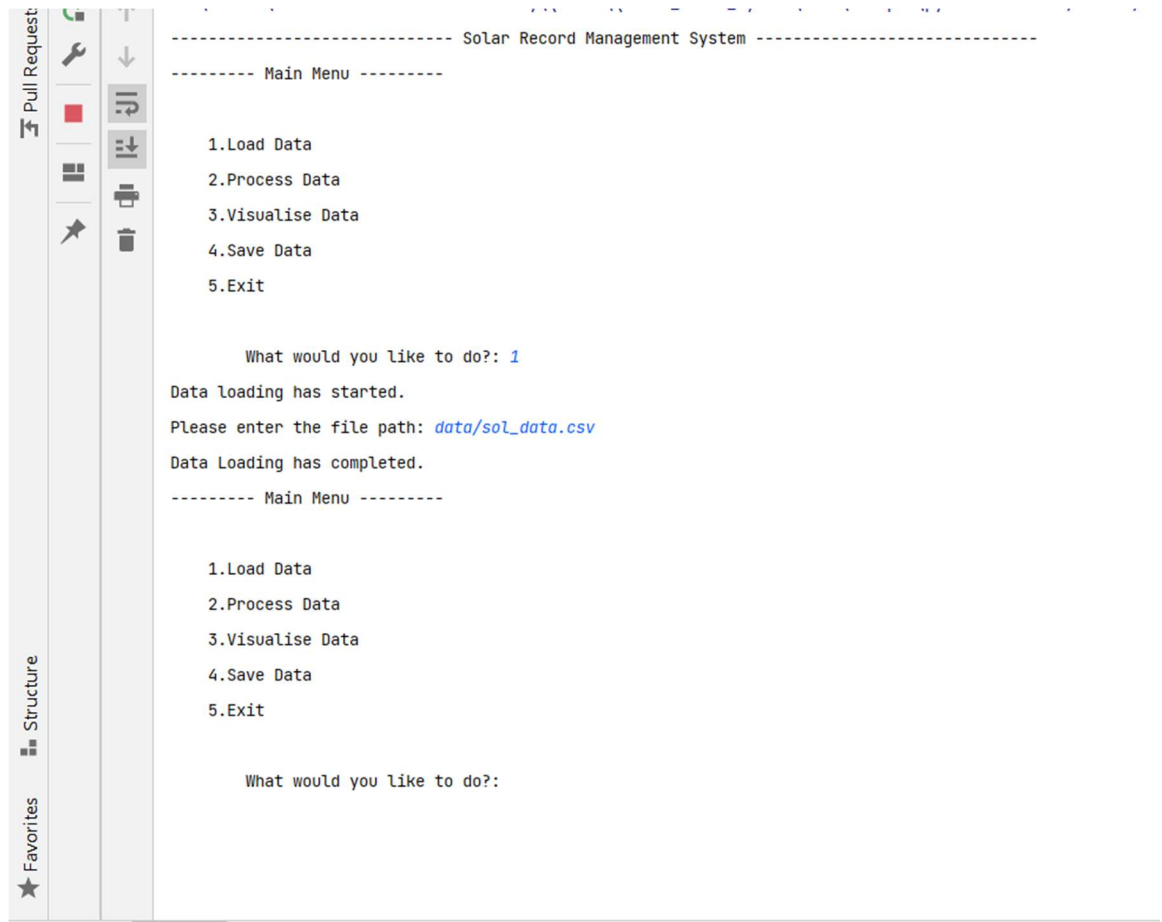 Pull Requests
Structure
Favorites
------------------------------ Solar Record Management System ------------------------------
--------- Main Menu ---------
1.Load Data
2.Process Data
3.Visualise Data
4.Save Data
5.Exit
What would you like to do?: 1
Data loading has started.
Please enter the file path: data/sol_data.csv
Data Loading has completed.
--------- Main Menu ---------
1.Load Data
2.Process Data
3.Visualise Data
4.Save Data
5.Exit
What would you like to do?: